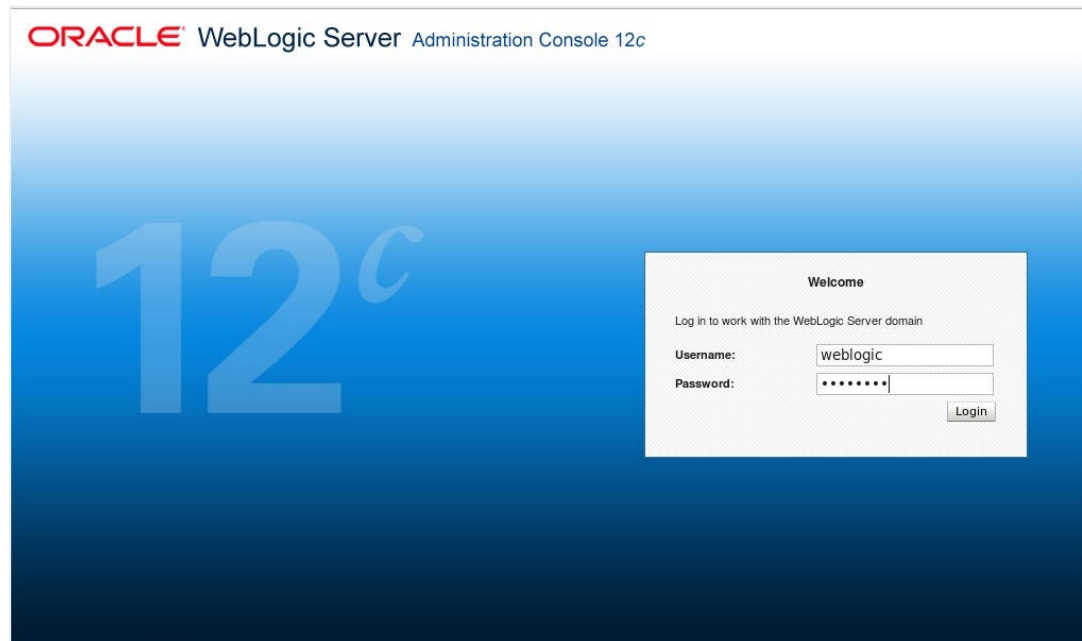 ORACLE WebLogic Server Administration Console 12c
12c
Welcome
Log in to work with the WebLogic Server domain
Username: weblogic
Password: ••••••••
Login